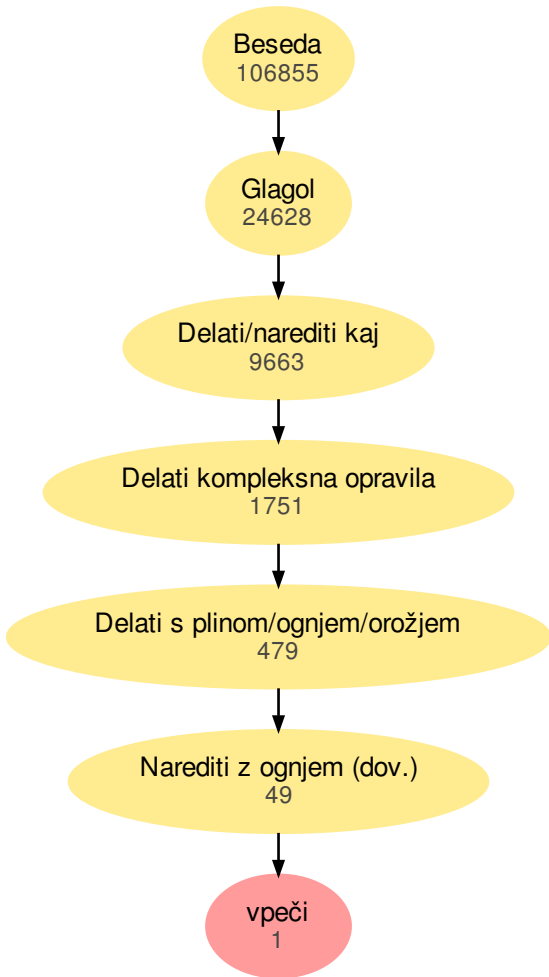 Beseda
106855
Glagol
24628
Delati/narediti kaj
9663
Delati kompleksna opravila
1751
Delati s plinom/ognjem/orožjem
479
Narediti z ognjem (dov.)
49
vpeči
1